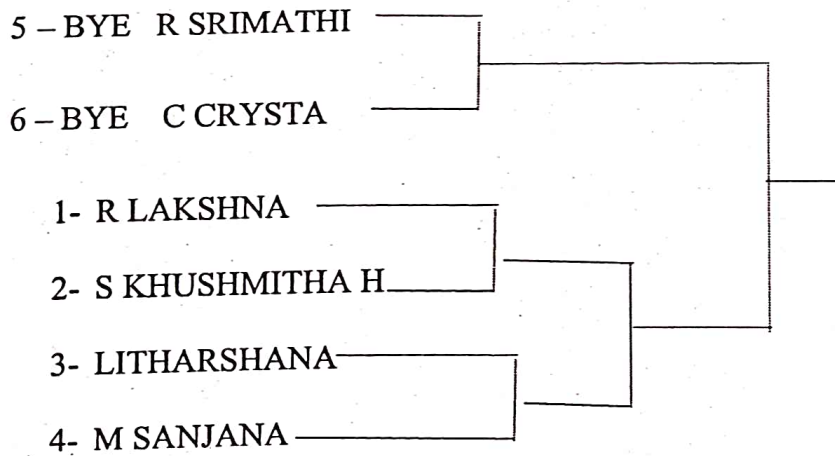 5 – BYE R SRIMATHI
6 – BYE C CRYSTA
1- R LAKSHNA
2- S KHUSHMITHA H
3- LITHARSHANA
4- M SANJANA